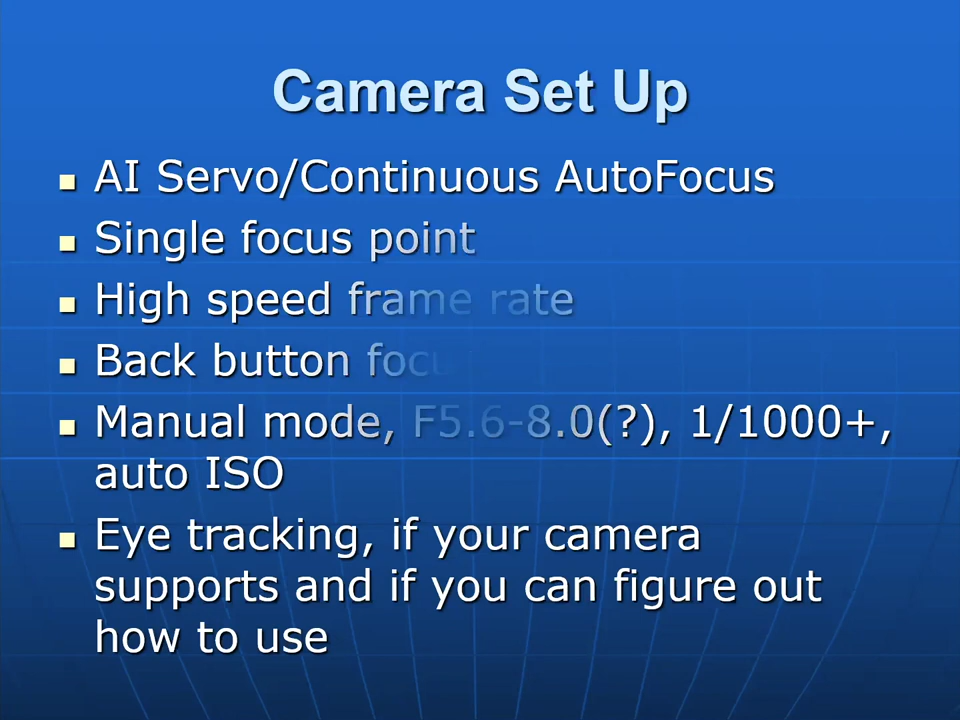 Camera Set Up
AI Servo/Continuous AutoFocus
Single focus point
High speed frame rate
Back button focu
Manual mode, F5.6-8.0(?), 1/1000+,
auto ISO
Eye tracking, if your camera
supports and if you can figure out
how to use